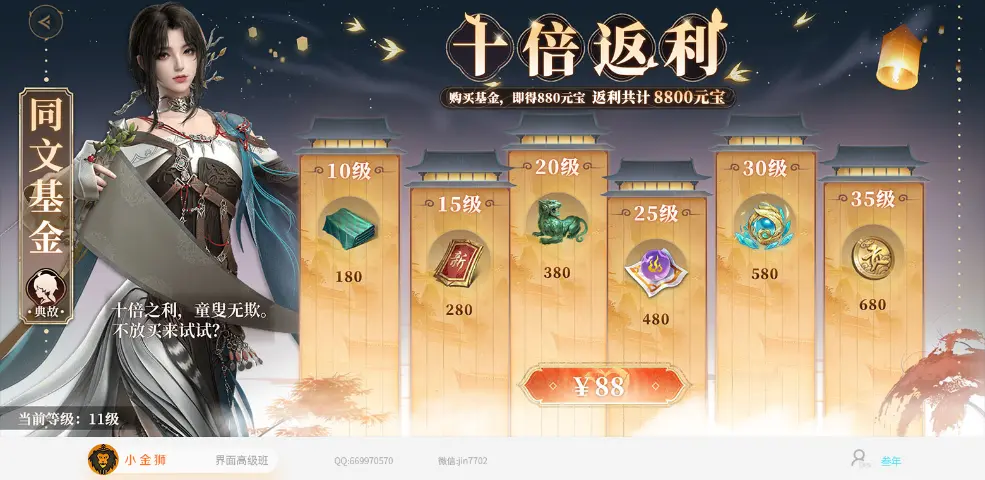 十倍返利
购买基金，即得880元宝 返利共计 8800元宝
同文基金
·典故·
10级
180
15级
280
20级
380
25级
480
30级
580
35级
680
新
十倍之利，童叟无欺。
不放买来试试？
¥88
当前等级：11级
小金狮
界面高级班
QQ:669970570
微信:jin7702
叁年